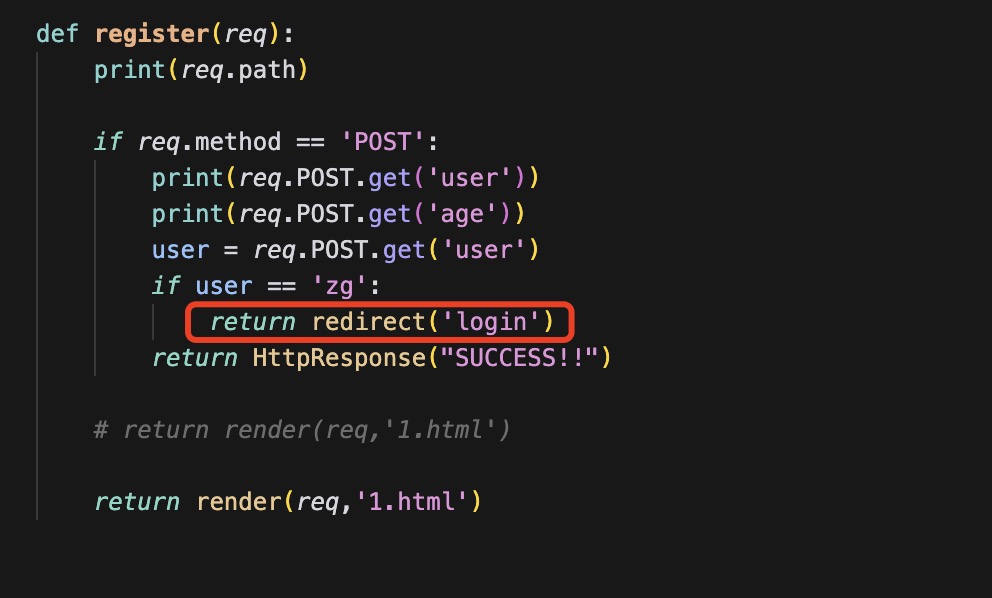 def register(req):
    print(req.path)

    if req.method == 'POST':
        print(req.POST.get('user'))
        print(req.POST.get('age'))
        user = req.POST.get('user')
        if user == 'zg':
            return redirect('login')
        return HttpResponse("SUCCESS!!")

    # return render(req,'1.html')

    return render(req,'1.html')